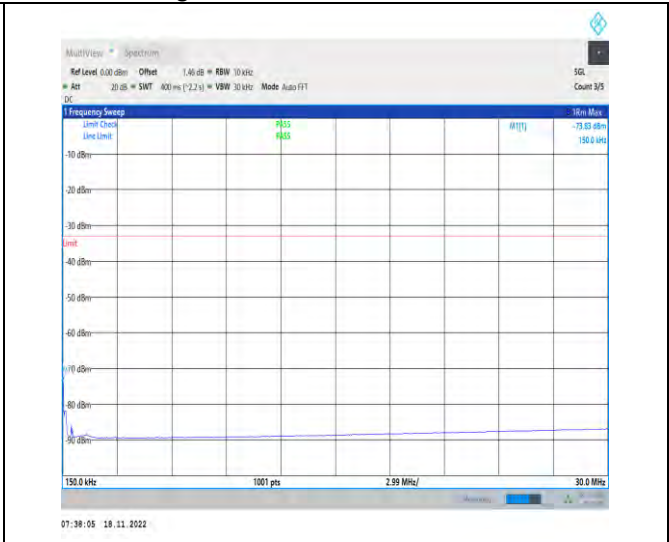 MultiView Spectrum
Ref Level 0.00 dBm Offset 1.46 dB RBW 10 kHz SGL
Att 20 dB SWT 400 ms (~2.2 s) VBW 30 kHz Mode Auto FFT Count 3/5
DC
1 Frequency Sweep 1Rm Max
Limit Check PASS M1[1] -73.83 dBm
Line Limit PASS 150.0 kHz
-10 dBm
-20 dBm
-30 dBm
Limit
-40 dBm
-50 dBm
-60 dBm
-70 dBm
-80 dBm
-90 dBm
150.0 kHz 1001 pts 2.99 MHz/ 30.0 MHz
07:38:05 18.11.2022